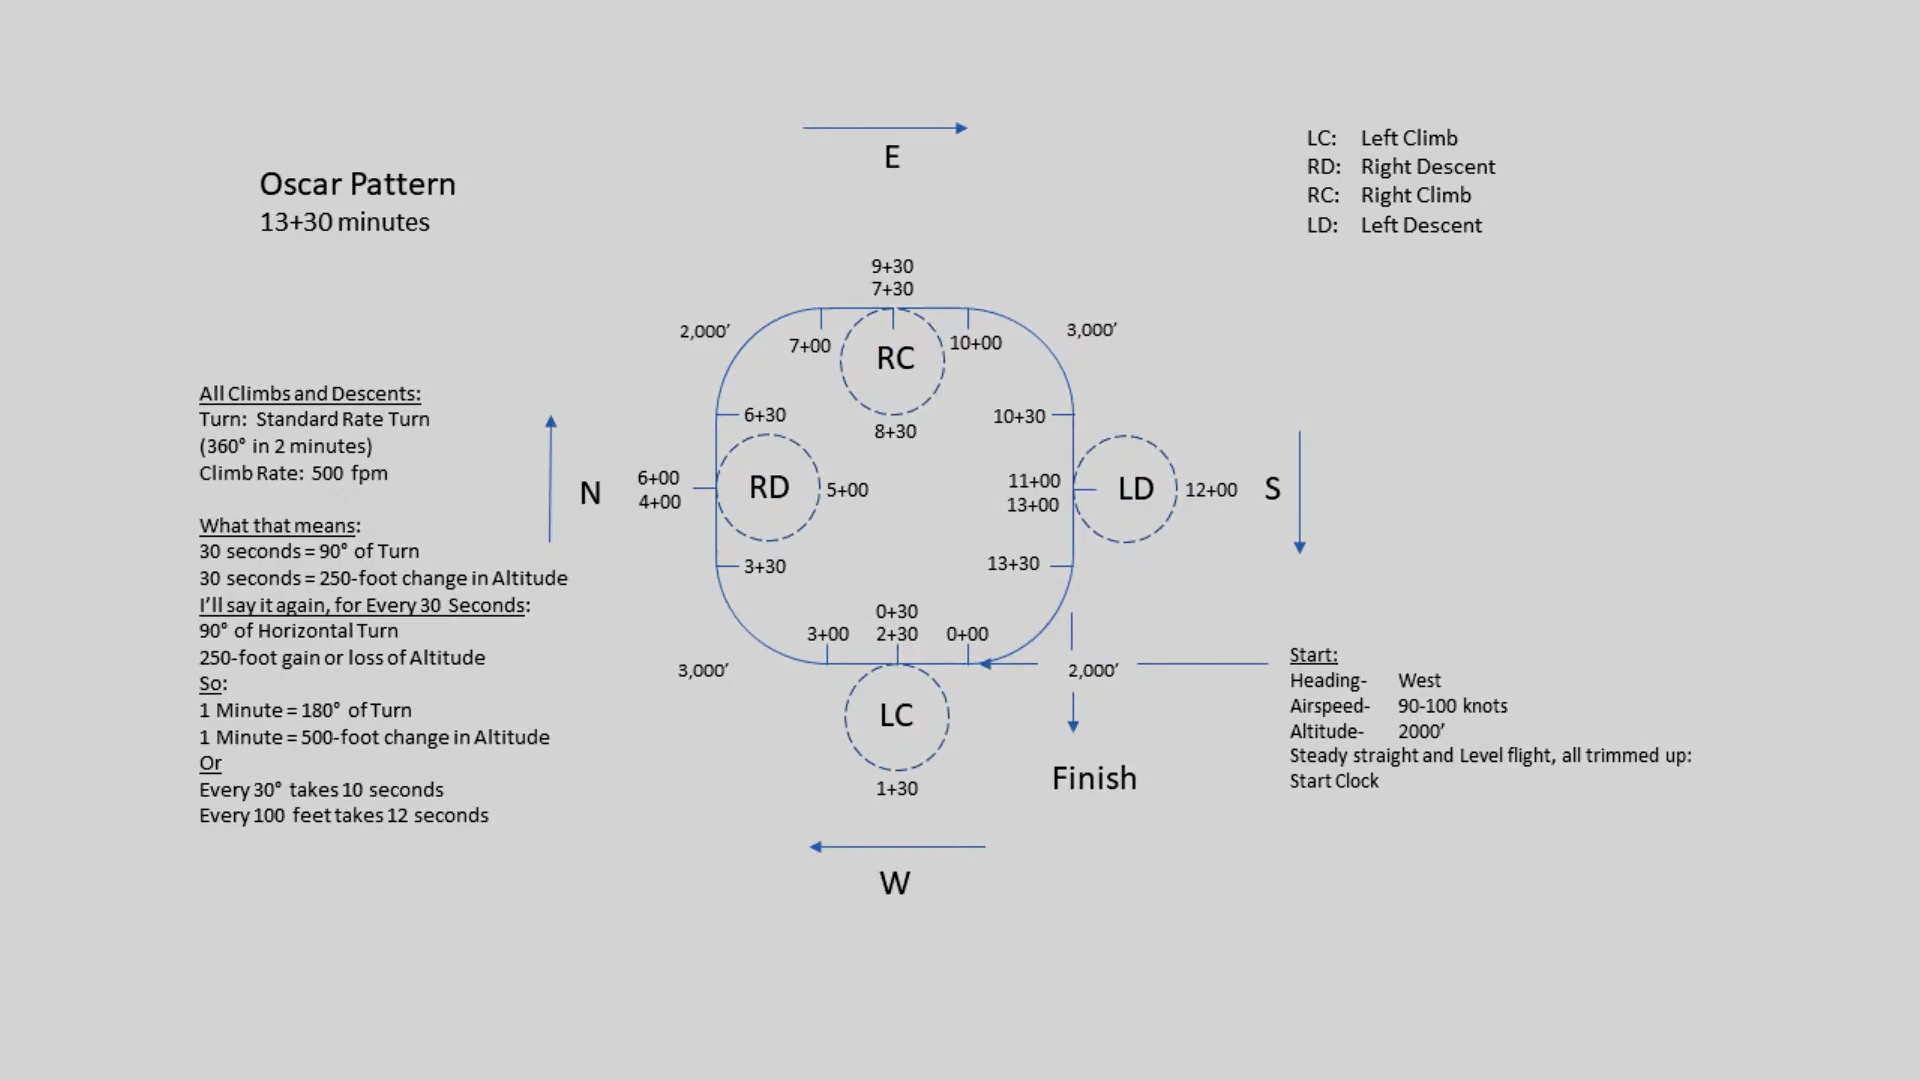 E
LC: Left Climb
RD: Right Descent
RC: Right Climb
LD: Left Descent
Oscar Pattern
13+30 minutes
9+30
7+30
2,000’
3,000’
7+00
RC
10+00
8+30
6+30
10+30
All Climbs and Descents:
Turn: Standard Rate Turn
(360° in 2 minutes)
Climb Rate: 500 fpm
N
6+00
4+00
RD
5+00
11+00
13+00
LD
12+00
S
What that means:
30 seconds = 90° of Turn
30 seconds = 250-foot change in Altitude
I’ll say it again, for Every 30 Seconds:
90° of Horizontal Turn
250-foot gain or loss of Altitude
So:
1 Minute = 180° of Turn
1 Minute = 500-foot change in Altitude
Or
Every 30° takes 10 seconds
Every 100 feet takes 12 seconds
3+30
13+30
0+30
3+00
2+30
0+00
3,000’
2,000’
LC
1+30
Finish
Start:
Heading- West
Airspeed- 90-100 knots
Altitude- 2000’
Steady straight and Level flight, all trimmed up:
Start Clock
W